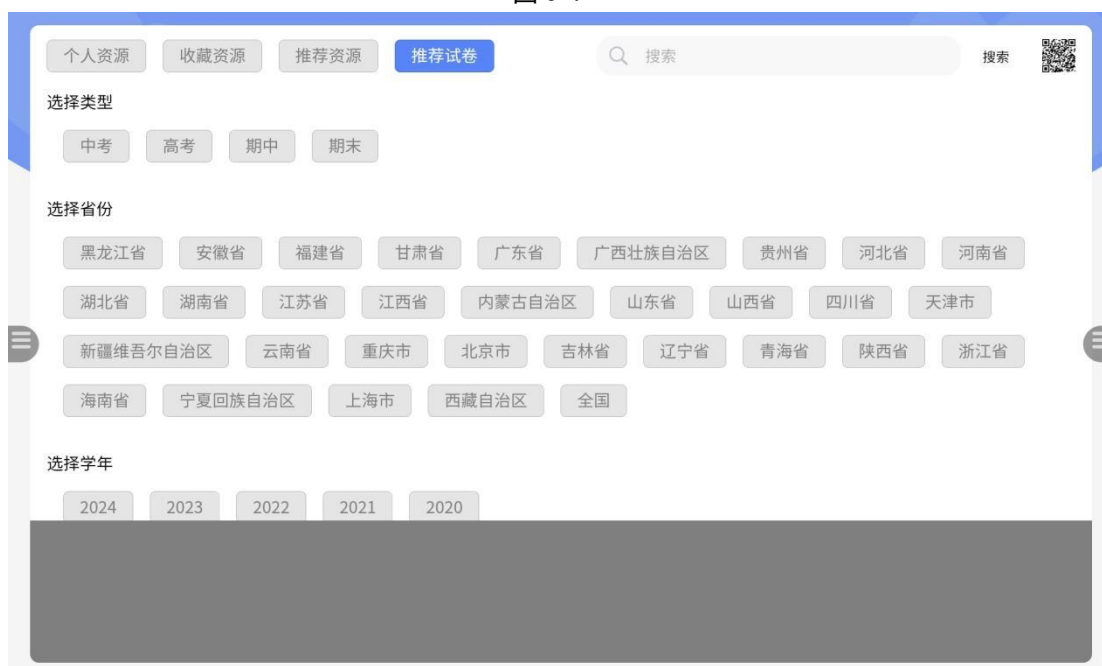 个人资源 收藏资源 推荐资源 推荐试卷 搜索 搜索
选择类型
中考 高考 期中 期末
选择省份
黑龙江省 安徽省 福建省 甘肃省 广东省 广西壮族自治区 贵州省 河北省 河南省
湖北省 湖南省 江苏省 江西省 内蒙古自治区 山东省 山西省 四川省 天津市
新疆维吾尔自治区 云南省 重庆市 北京市 吉林省 辽宁省 青海省 陕西省 浙江省
海南省 宁夏回族自治区 上海市 西藏自治区 全国
选择学年
2024 2023 2022 2021 2020